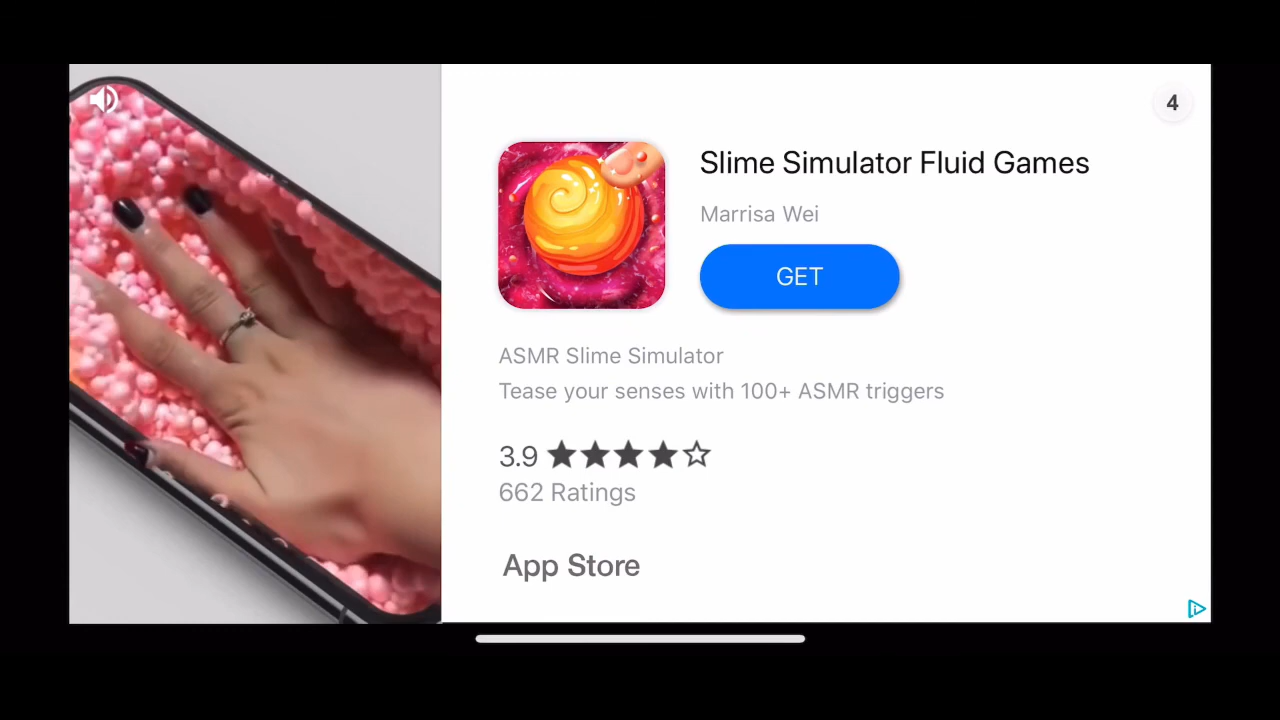 4
Slime Simulator Fluid Games
Marrisa Wei
GET
ASMR Slime Simulator
Tease your senses with 100+ ASMR triggers
3.9
662 Ratings
App Store